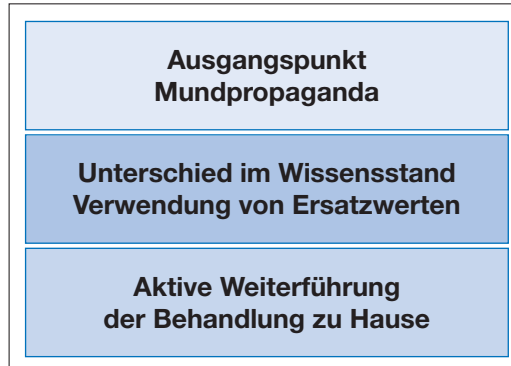 Ausgangspunkt
Mundpropaganda
Unterschied im Wissensstand
Verwendung von Ersatzwerten
Aktive Weiterführung
der Behandlung zu Hause